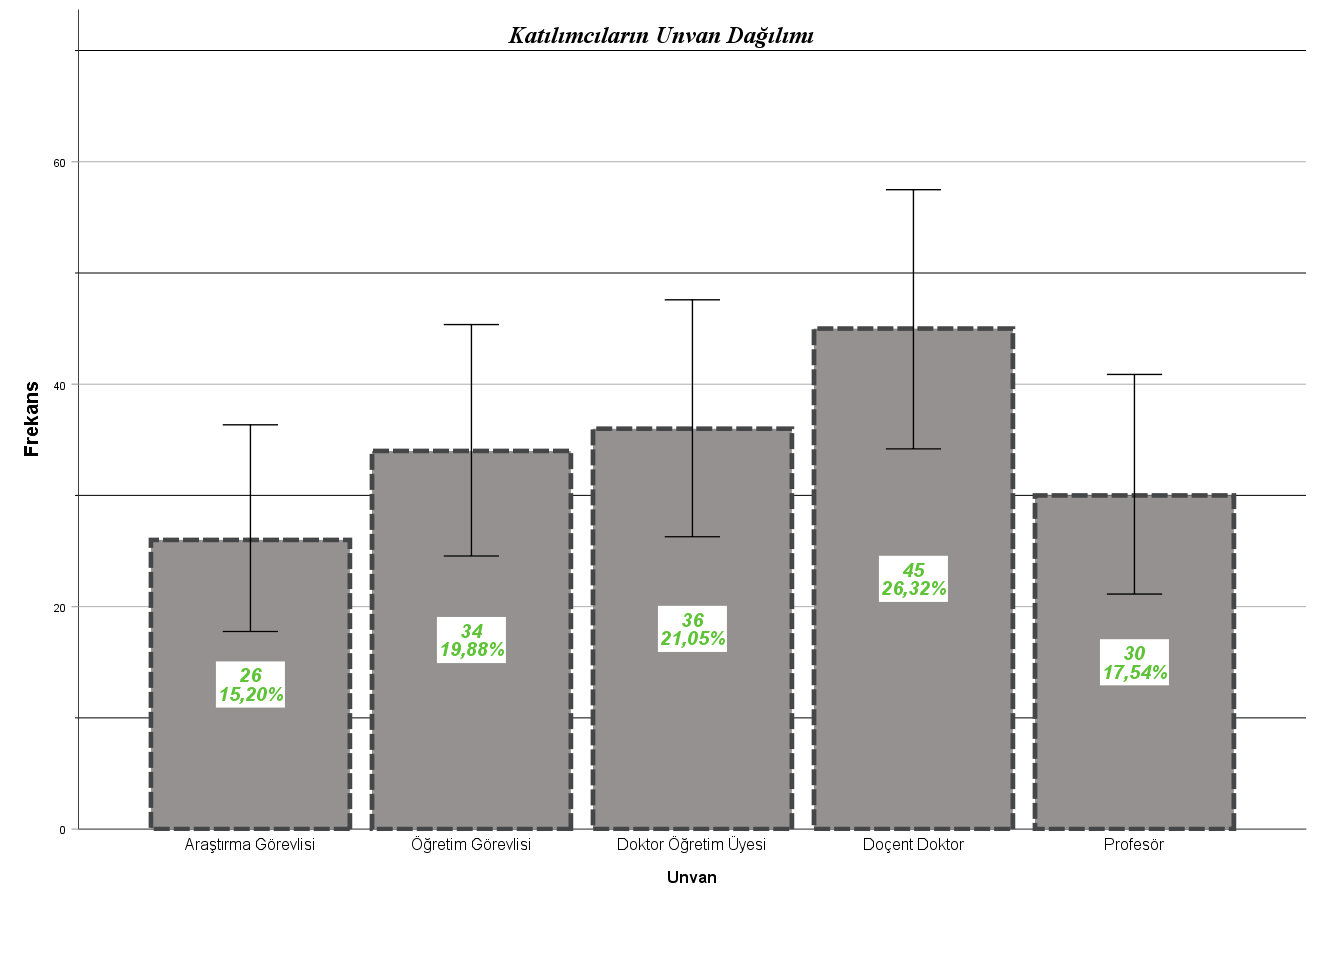 Katılımcıların Unvan Dağılımı
60
40
20
0
Frekans
26
15,20%
34
19,88%
36
21,05%
45
26,32%
30
17,54%
Araştırma Görevlisi
Öğretim Görevlisi
Doktor Öğretim Üyesi
Doçent Doktor
Profesör
Unvan